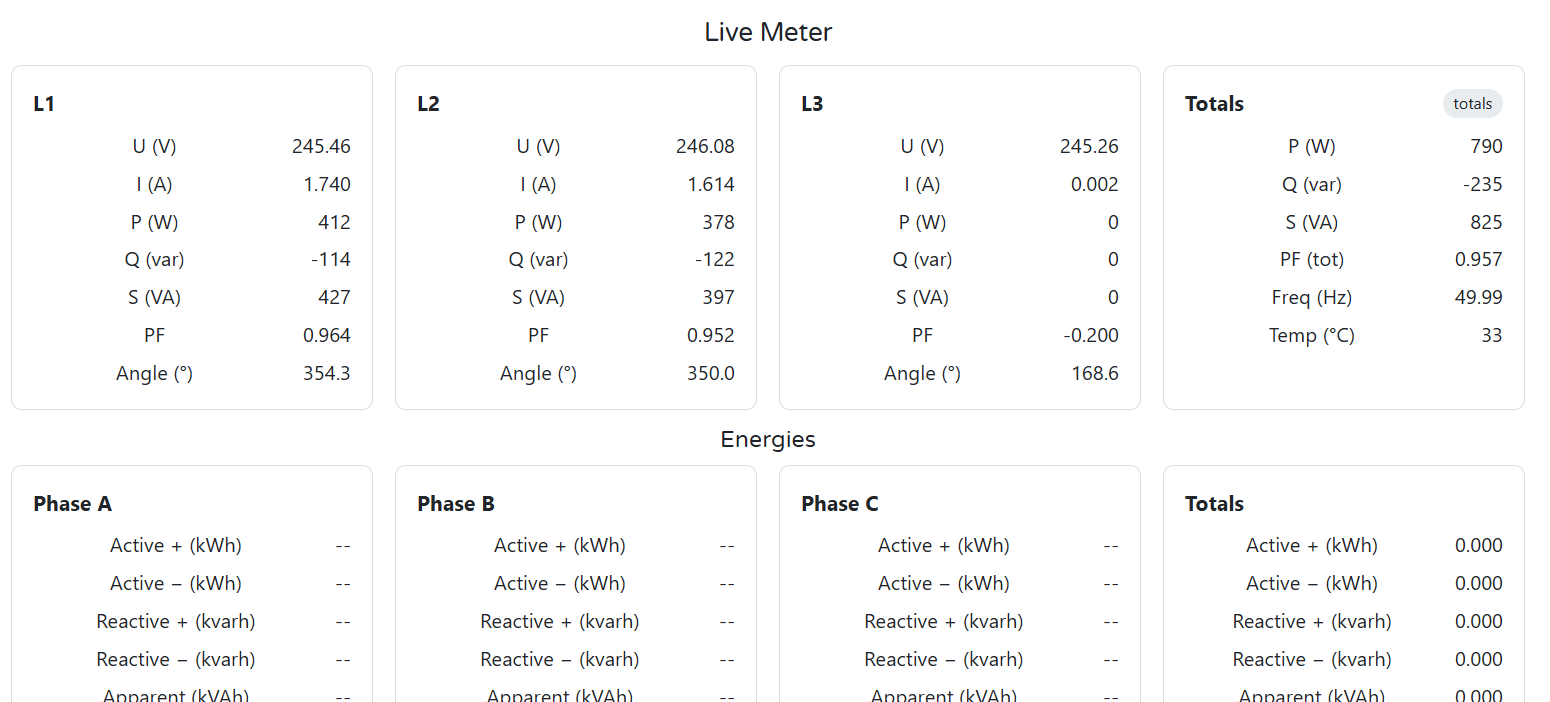 Live Meter
L1
U (V) 245.46
I (A) 1.740
P (W) 412
Q (var) -114
S (VA) 427
PF 0.964
Angle (°) 354.3
L2
U (V) 246.08
I (A) 1.614
P (W) 378
Q (var) -122
S (VA) 397
PF 0.952
Angle (°) 350.0
L3
U (V) 245.26
I (A) 0.002
P (W) 0
Q (var) 0
S (VA) 0
PF -0.200
Angle (°) 168.6
Totals totals
P (W) 790
Q (var) -235
S (VA) 825
PF (tot) 0.957
Freq (Hz) 49.99
Temp (°C) 33
Energies
Phase A
Active + (kWh) --
Active − (kWh) --
Reactive + (kvarh) --
Reactive − (kvarh) --
Apparent (kVAh) --
Phase B
Active + (kWh) --
Active − (kWh) --
Reactive + (kvarh) --
Reactive − (kvarh) --
Apparent (kVAh) --
Phase C
Active + (kWh) --
Active − (kWh) --
Reactive + (kvarh) --
Reactive − (kvarh) --
Apparent (kVAh) --
Totals
Active + (kWh) 0.000
Active − (kWh) 0.000
Reactive + (kvarh) 0.000
Reactive − (kvarh) 0.000
Apparent (kVAh) 0.000